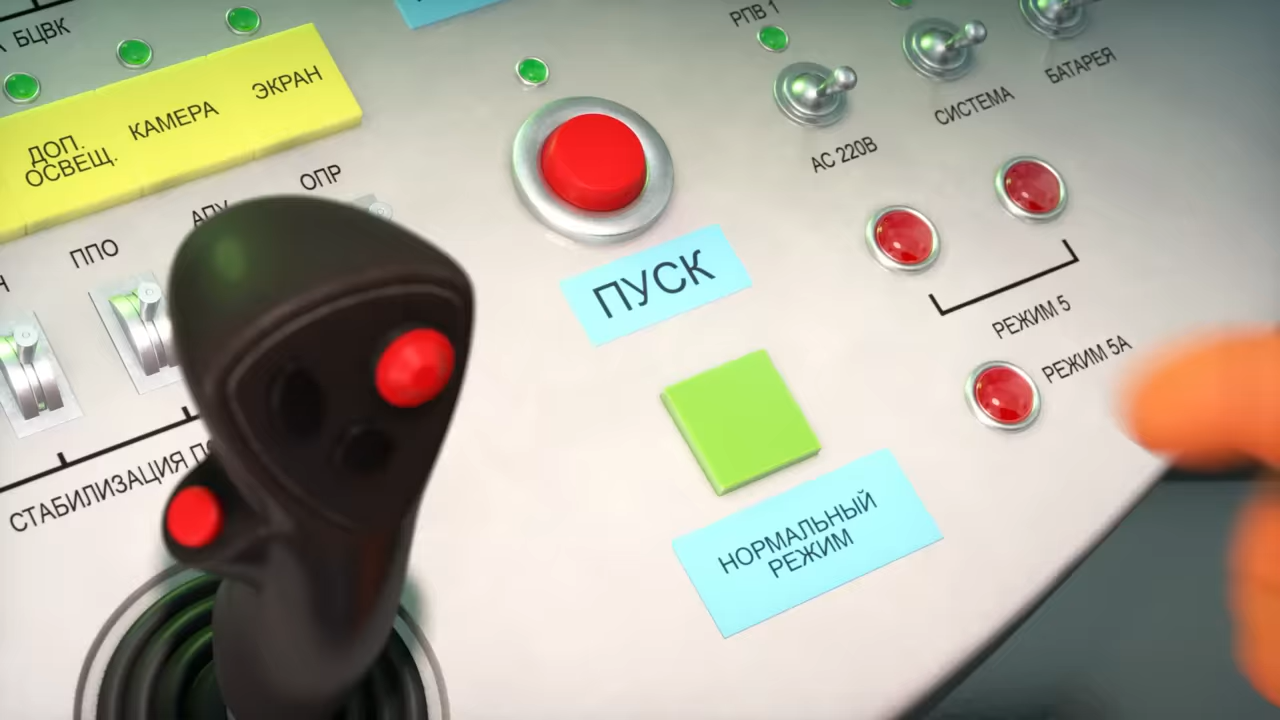 БЦВК
РПВ 1
ЭКРАН
КАМЕРА
ДОП.
ОСВЕЩ.
БАТАРЕЯ
СИСТЕМА
АС 220В
ОПР
АПУ
ППО
ПУСК
РЕЖИМ 5
РЕЖИМ 5А
СТАБИЛИЗАЦИЯ
НОРМАЛЬНЫЙ
РЕЖИМ